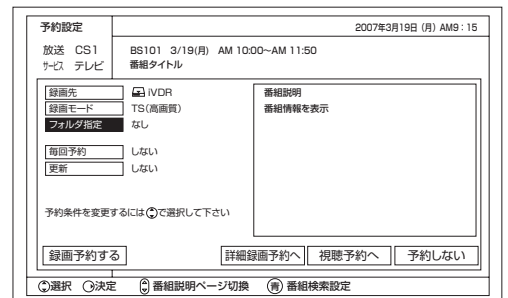 予約設定 2007年3月19日 (月) AM9:15
放送 CS1 BS101 3/19(月) AM 10:00~AM 11:50
サービス テレビ 番組タイトル
録画先 iVDR 番組説明
録画モード TS(高画質) 番組情報を表示
フォルダ指定 なし
毎回予約 しない
更新 しない
予約条件を変更するには で選択して下さい
録画予約する 詳細録画予約へ 視聴予約へ 予約しない
選択 決定 番組説明ページ切換 青 番組検索設定